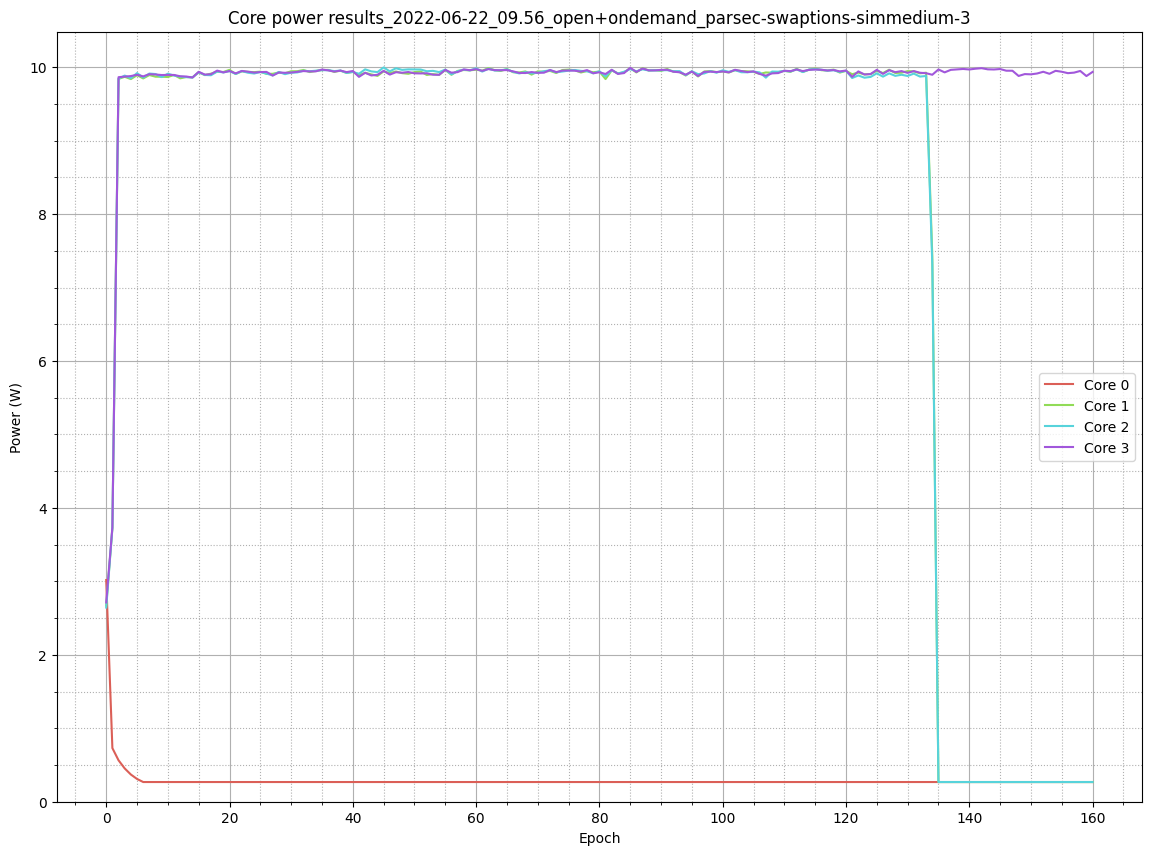 Core power results_2022-06-22_09.56_open+ondemand_parsec-swaptions-simmedium-3
10
8
6
4
2
0
Power (W)
Core 0
Core 1
Core 2
Core 3
0 20 40 60 80 100 120 140 160
Epoch